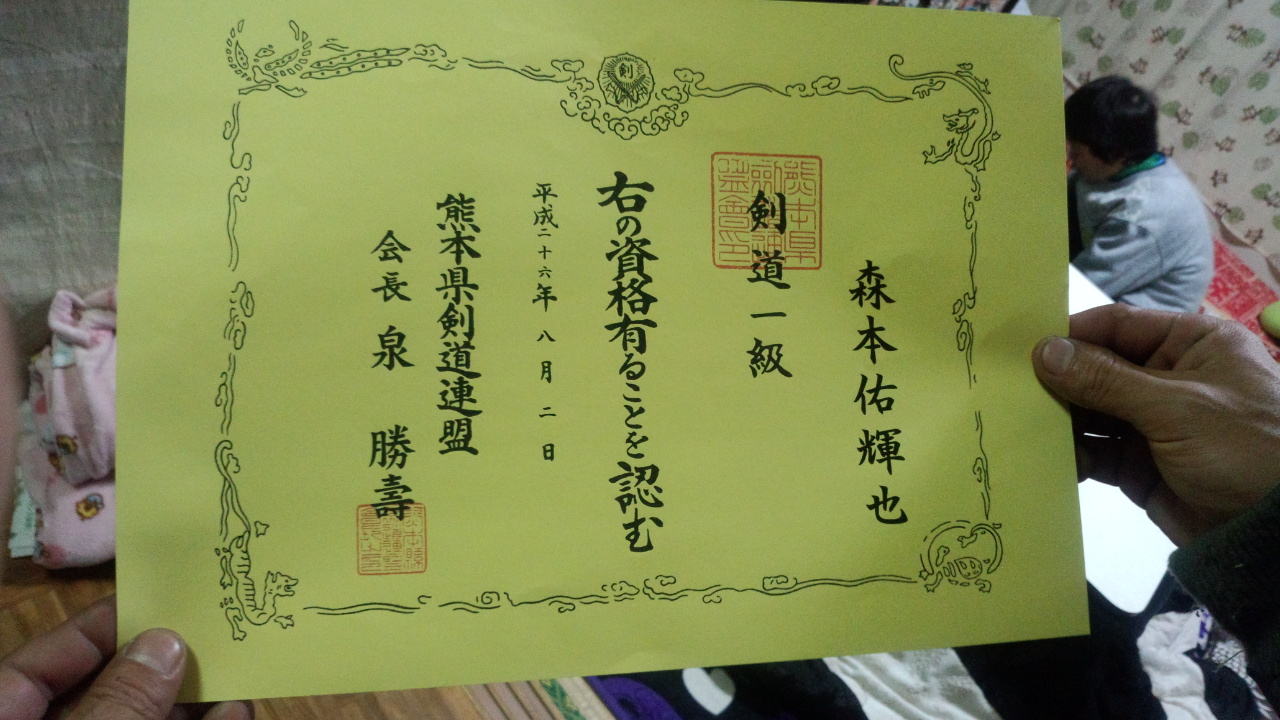 剣
森本佑輝也
剣道一級
右の資格有ることを認む
平成二十六年八月二日
熊本県剣道連盟
会長 泉 勝壽